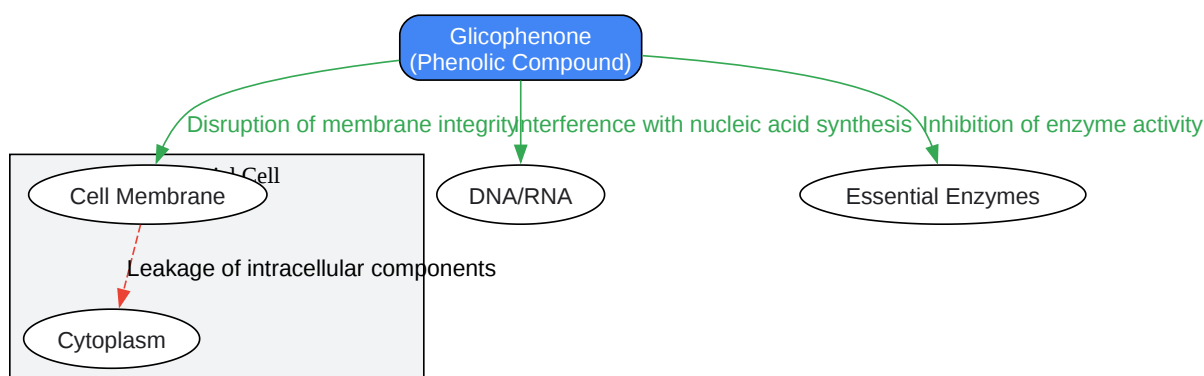 Glicophenone
(Phenolic Compound)
Disruption of membrane integrity
Interference with nucleic acid synthesis
Inhibition of enzyme activity
Cell
Cell Membrane
DNA/RNA
Essential Enzymes
Leakage of intracellular components
Cytoplasm